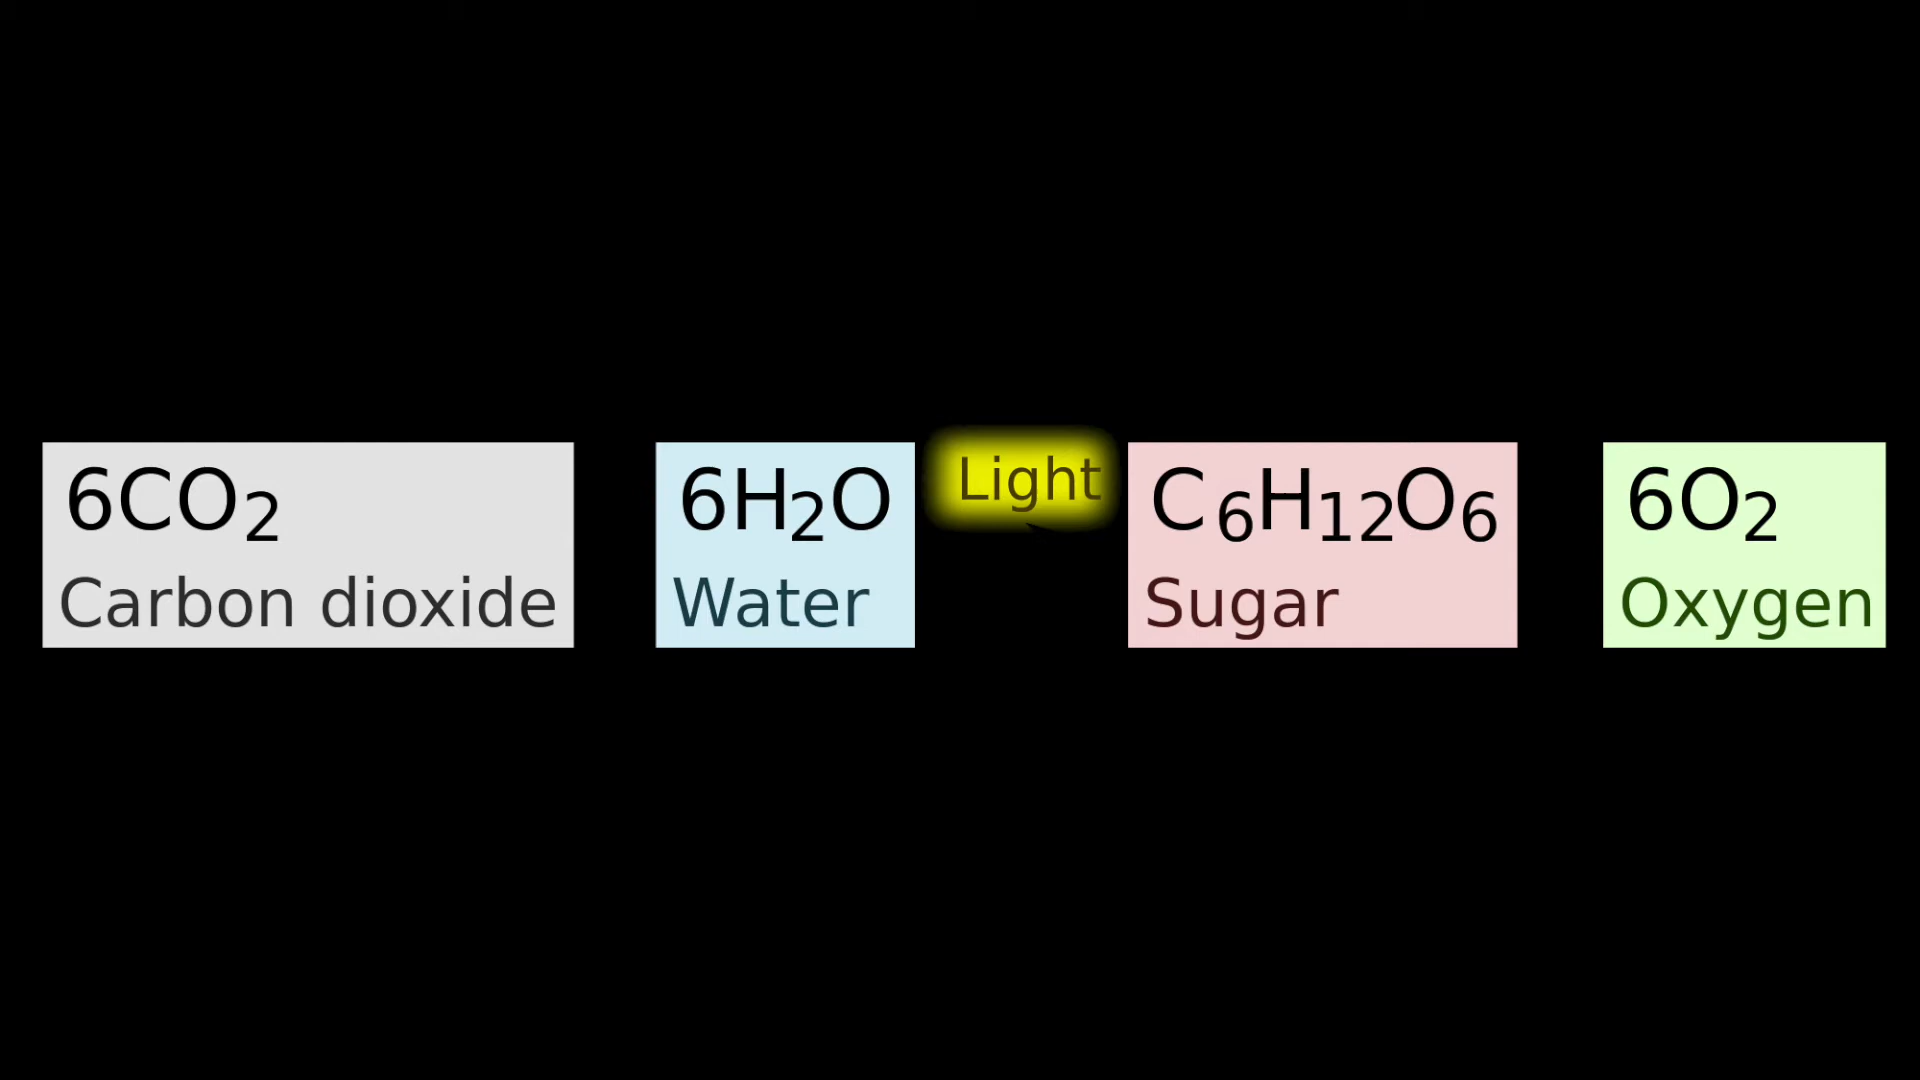 6CO₂
Carbon dioxide
6H₂O
Water
Light
C₆H₁₂O₆
Sugar
6O₂
Oxygen